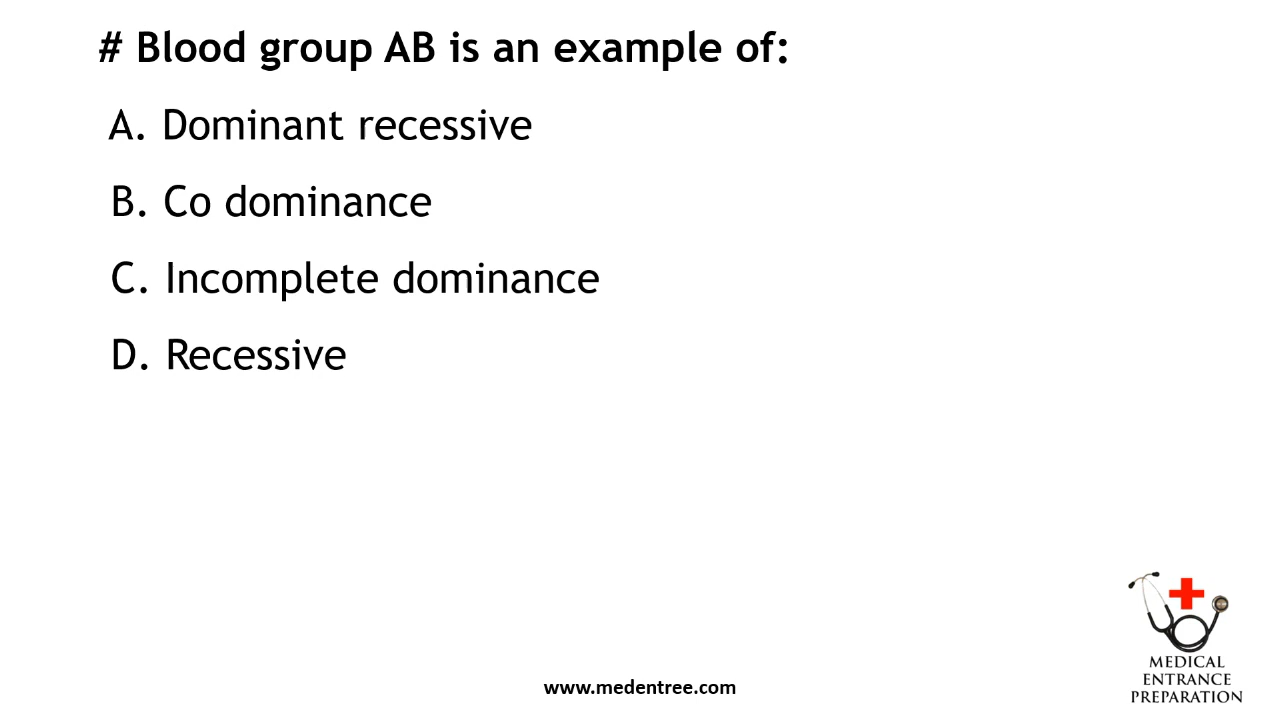 # Blood group AB is an example of:
A. Dominant recessive
B. Co dominance
C. Incomplete dominance
D. Recessive
MEDICAL
ENTRANCE
PREPARATION
www.medentree.com